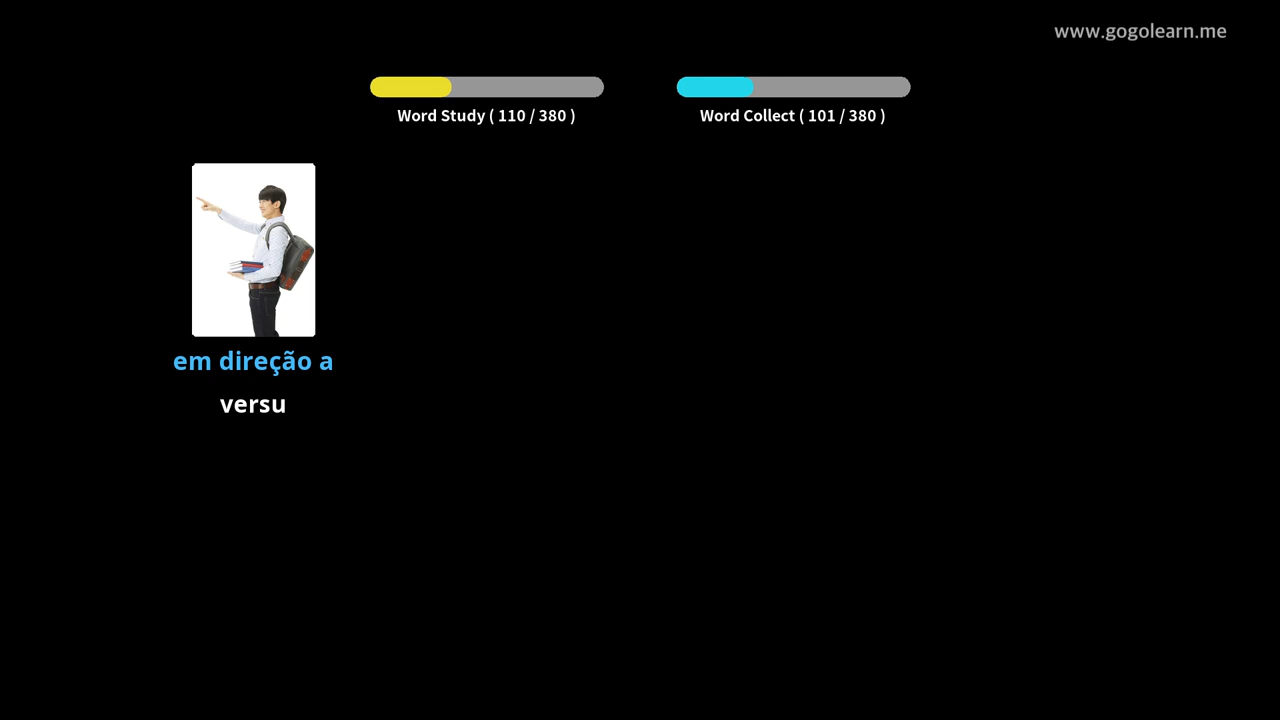 www.gogolearn.me
Word Study ( 110 / 380 )
Word Collect ( 101 / 380 )
em direção a
versu